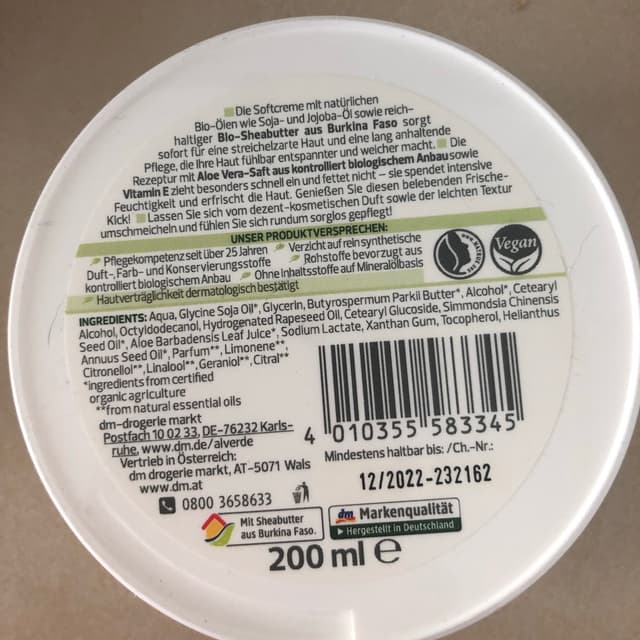 Die Softcreme mit natürlichen
Bio-Ölen wie Soja- und Jojoba-Öl sowie reich-
haltiger Bio-Sheabutter aus Burkina Faso sorgt
sofort für eine streichelzarte Haut und eine lang anhaltende
Pflege, die Ihre Haut fühlbar entspannter und weicher macht. Die
Rezeptur mit Aloe Vera-Saft aus kontrolliert biologischem Anbau sowie
Vitamin E zieht besonders schnell ein und fettet nicht – sie spendet intensive
Feuchtigkeit und erfrischt die Haut. Genießen Sie diesen belebenden Frische-
Kick! Lassen Sie sich vom dezent-kosmetischen Duft sowie der leichten Textur
umschmeicheln und fühlen Sie sich rundum sorglos gepflegt!
UNSER PRODUKTVERSPRECHEN:
Pflegekompetenz seit über 25 Jahren Verzicht auf rein synthetische
Duft-, Farb- und Konservierungsstoffe Rohstoffe bevorzugt aus
kontrolliert biologischem Anbau Ohne Inhaltsstoffe auf Mineralölbasis
Hautverträglichkeit dermatologisch bestätigt
Vegan
INGREDIENTS: Aqua, Glycine Soja Oil*, Glycerin, Butyrospermum Parkii Butter*, Alcohol*, Cetearyl
Alcohol, Octyldodecanol, Hydrogenated Rapeseed Oil, Cetearyl Glucoside, Simmondsia Chinensis
Seed Oil*, Aloe Barbadensis Leaf Juice*, Sodium Lactate, Xanthan Gum, Tocopherol, Helianthus
Annuus Seed Oil*, Parfum**, Limonene**,
Citronellol**, Linalool**, Geraniol**, Citral**
*ingredients from certified
organic agriculture
**from natural essential oils
dm-drogerie markt
Postfach 10 02 33, DE-76232 Karls-
ruhe, www.dm.de/alverde
Vertrieb in Österreich:
dm drogerie markt, AT-5071 Wals
www.dm.at
0800 3658633
4 010355 583345
Mindestens haltbar bis: /Ch.-Nr.:
12/2022-232162
Mit Sheabutter
aus Burkina Faso.
dm Markenqualität
Hergestellt in Deutschland
200 ml e